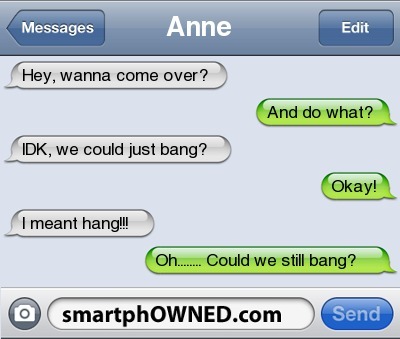 Messages Anne Edit
Hey, wanna come over?
And do what?
IDK, we could just bang?
Okay!
I meant hang!!!
Oh........ Could we still bang?
smartphOWNED.com Send